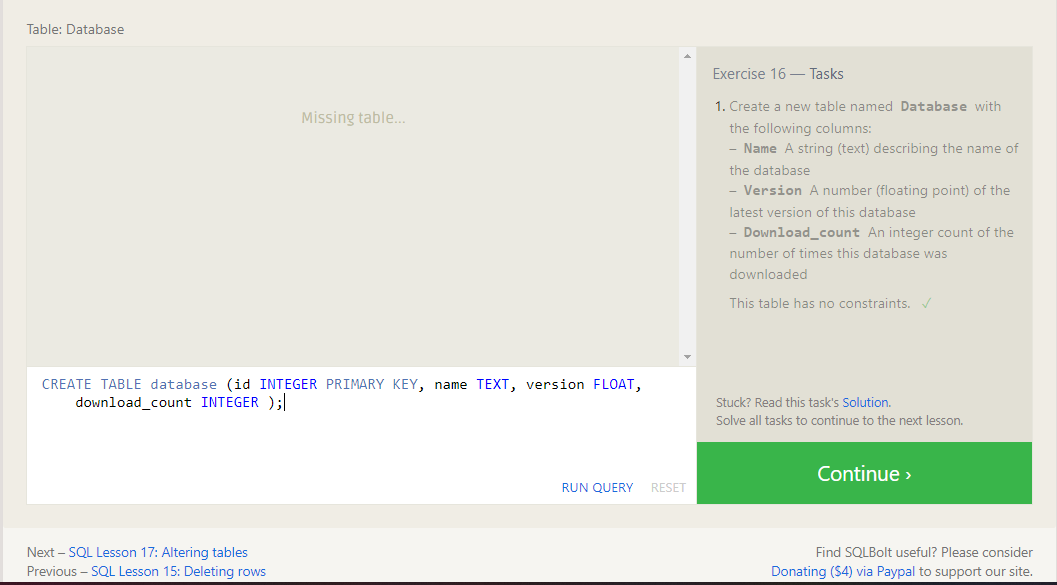 Table: Database
Missing table…
CREATE TABLE database (id INTEGER PRIMARY KEY, name TEXT, version FLOAT,
download_count INTEGER );
RUN QUERY RESET
Exercise 16 — Tasks
1. Create a new table named Database with
the following columns:
– Name A string (text) describing the name of
the database
– Version A number (floating point) of the
latest version of this database
– Download_count An integer count of the
number of times this database was
downloaded
This table has no constraints. ✓
Stuck? Read this task's Solution.
Solve all tasks to continue to the next lesson.
Continue ›
Next – SQL Lesson 17: Altering tables
Previous – SQL Lesson 15: Deleting rows
Find SQLBolt useful? Please consider
Donating ($4) via Paypal to support our site.